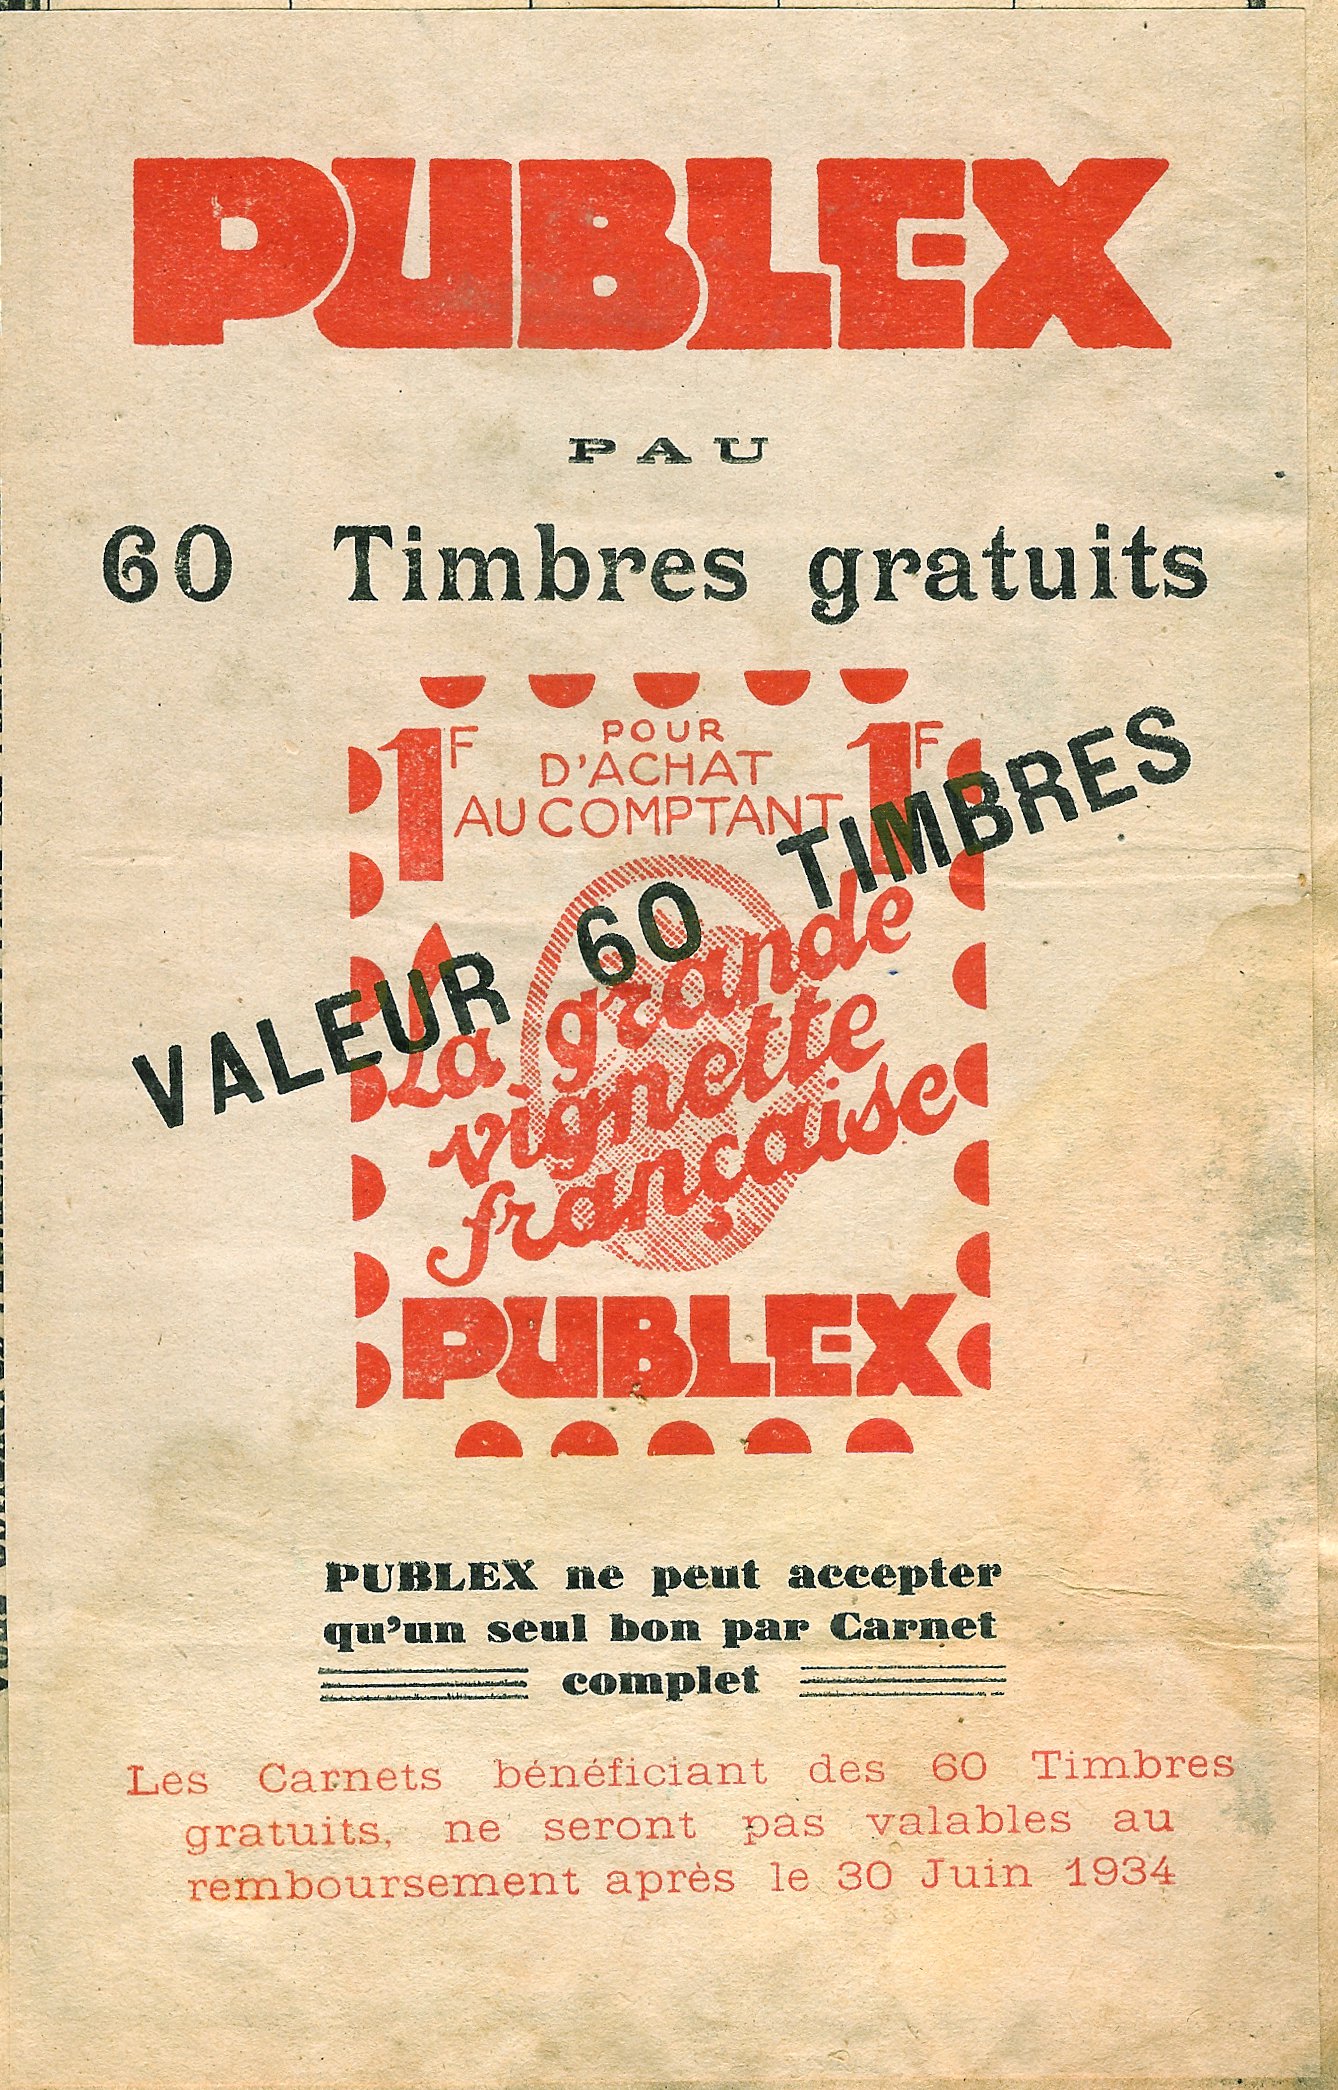 PUBLEX
PAU
60 Timbres gratuits
1F POUR 1F
D'ACHAT
AU COMPTANT
VALEUR 60 TIMBRES
La grande
vignette
française
PUBLEX
PUBLEX ne peut accepter
qu'un seul bon par Carnet
complet
Les Carnets bénéficiant des 60 Timbres
gratuits, ne seront pas valables au
remboursement après le 30 Juin 1934